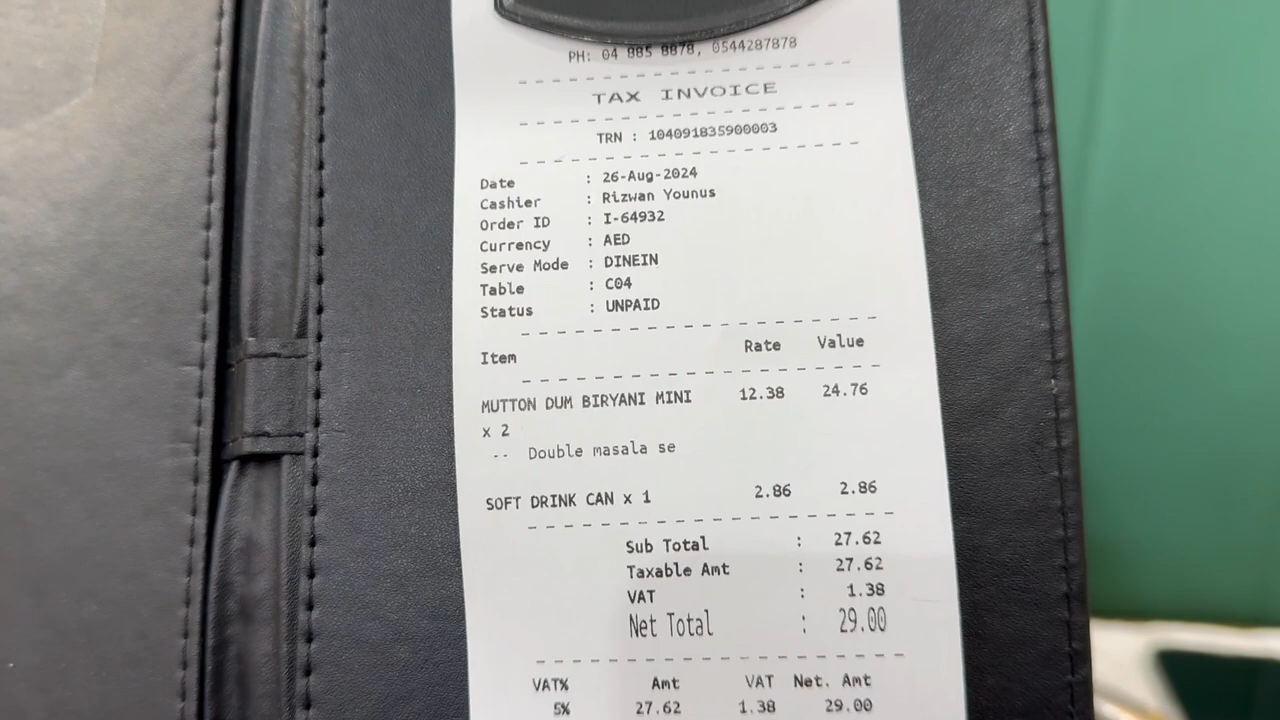 PH: 04 885 8878, 0544287878
TAX INVOICE
TRN : 104091835900003
Date : 26-Aug-2024
Cashier : Rizwan Younus
Order ID : I-64932
Currency : AED
Serve Mode : DINEIN
Table : C04
Status : UNPAID
Item Rate Value
MUTTON DUM BIRYANI MINI 12.38 24.76
x 2
-- Double masala se
SOFT DRINK CAN x 1 2.86 2.86
Sub Total : 27.62
Taxable Amt : 27.62
VAT : 1.38
Net Total : 29.00
VAT% Amt VAT Net. Amt
5% 27.62 1.38 29.00